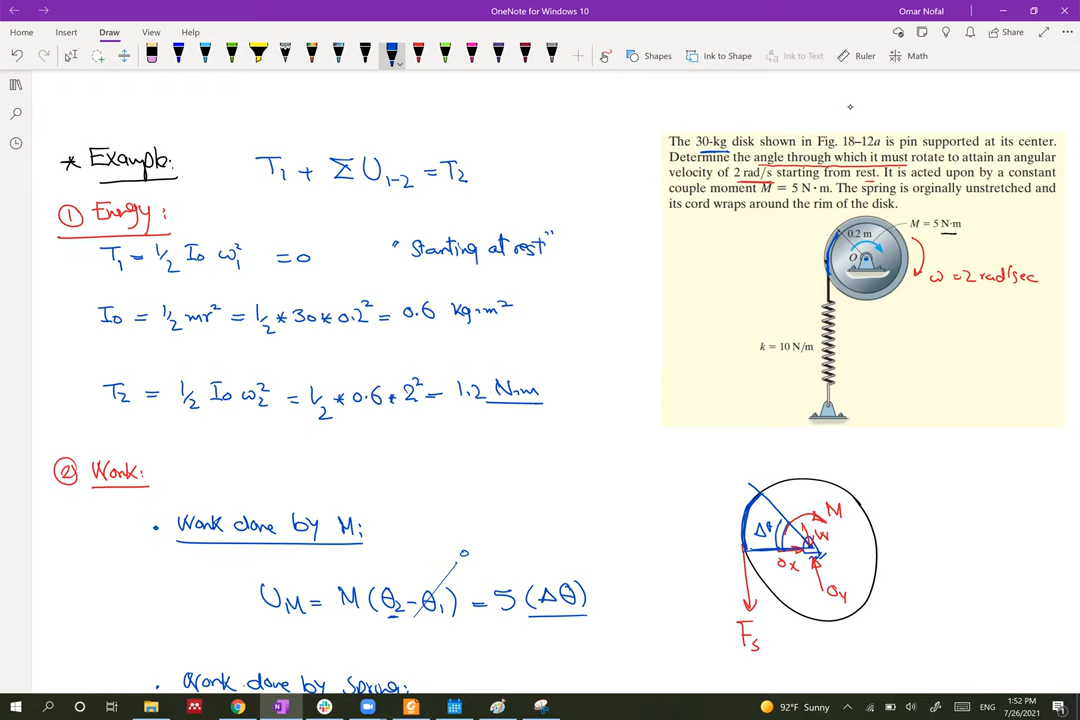 OneNote for Windows 10
Omar Nofal
Home
Insert
Draw
View
Help
Share
Shapes
Ink to Shape
Ink to Text
Ruler
Math
* Example:
T1 + ΣU1-2 = T2
① Energy:
T1 = 1/2 Io ω1² = 0 "Starting at rest"
Io = 1/2 mr² = 1/2 * 30 * 0.2² = 0.6 kg.m²
T2 = 1/2 Io ω2² = 1/2 * 0.6 * 2² = 1.2 N.m
② Work:
• Work done by M:
UM = M (θ2 - θ1) = 5 (Δθ)
0
• Work done by Spring:
The 30-kg disk shown in Fig. 18–12a is pin supported at its center.
Determine the angle through which it must rotate to attain an angular
velocity of 2 rad/s starting from rest. It is acted upon by a constant
couple moment M = 5 N · m. The spring is orginally unstretched and
its cord wraps around the rim of the disk.
M = 5 N·m
0.2 m
O
ω = 2 rad/sec
k = 10 N/m
M
Δθ
W
Ox
Oy
Fs
92°F Sunny
ENG
1:52 PM
7/26/2021